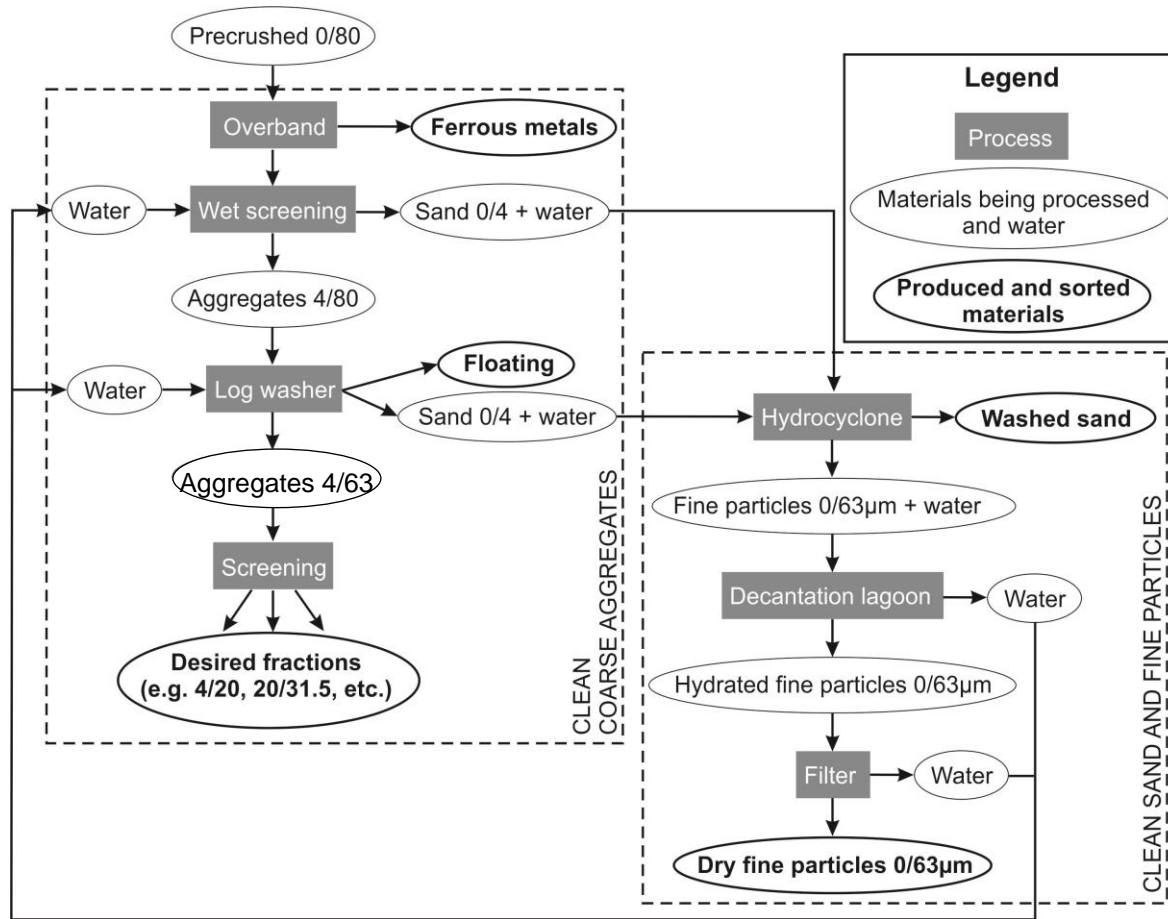 Precrushed 0/80
Overband
Ferrous metals
Water
Wet screening
Sand 0/4 + water
Aggregates 4/80
Water
Log washer
Floating
Sand 0/4 + water
Aggregates 4/63
Screening
Desired fractions
(e.g. 4/20, 20/31.5, etc.)
CLEAN
COARSE AGGREGATES
Legend
Process
Materials being processed
and water
Produced and sorted
materials
Hydrocyclone
Washed sand
Fine particles 0/63µm + water
Decantation lagoon
Water
Hydrated fine particles 0/63µm
Filter
Water
Dry fine particles 0/63µm
CLEAN SAND AND FINE PARTICLES